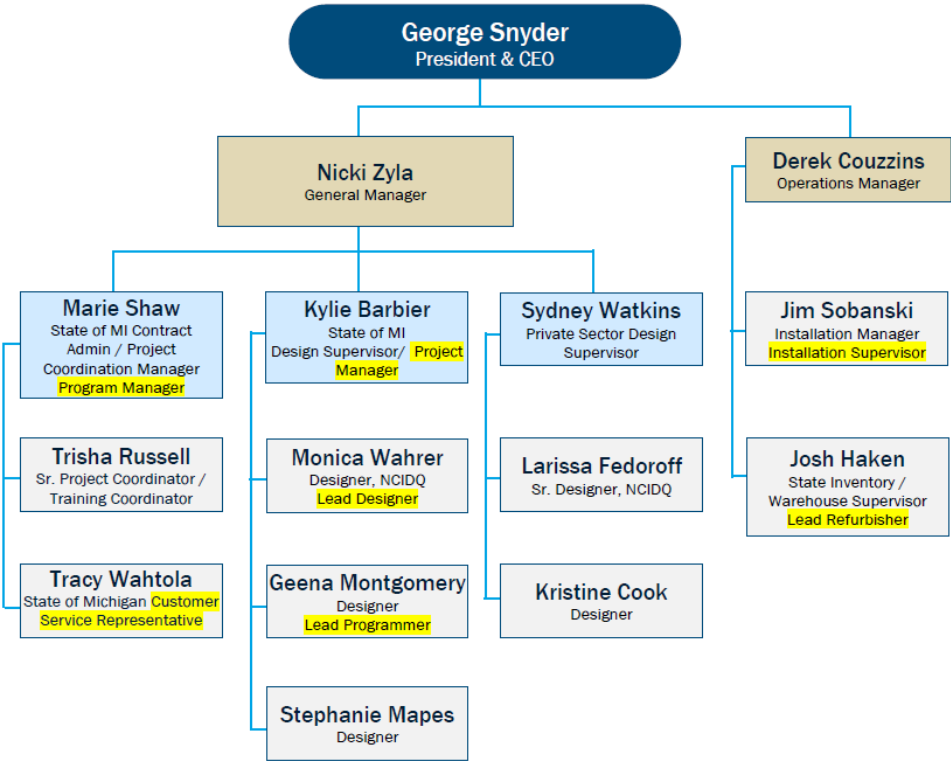 George Snyder
President & CEO
Nicki Zyla
General Manager
Derek Couzzins
Operations Manager
Marie Shaw
State of MI Contract
Admin / Project
Coordination Manager
Program Manager
Trisha Russell
Sr. Project Coordinator /
Training Coordinator
Tracy Wahtola
State of Michigan Customer
Service Representative
Kylie Barbier
State of MI
Design Supervisor/ Project
Manager
Monica Wahrer
Designer, NCIDQ
Lead Designer
Geena Montgomery
Designer
Lead Programmer
Stephanie Mapes
Designer
Sydney Watkins
Private Sector Design
Supervisor
Larissa Fedoroff
Sr. Designer, NCIDQ
Kristine Cook
Designer
Jim Sobanski
Installation Manager
Installation Supervisor
Josh Haken
State Inventory /
Warehouse Supervisor
Lead Refurbisher